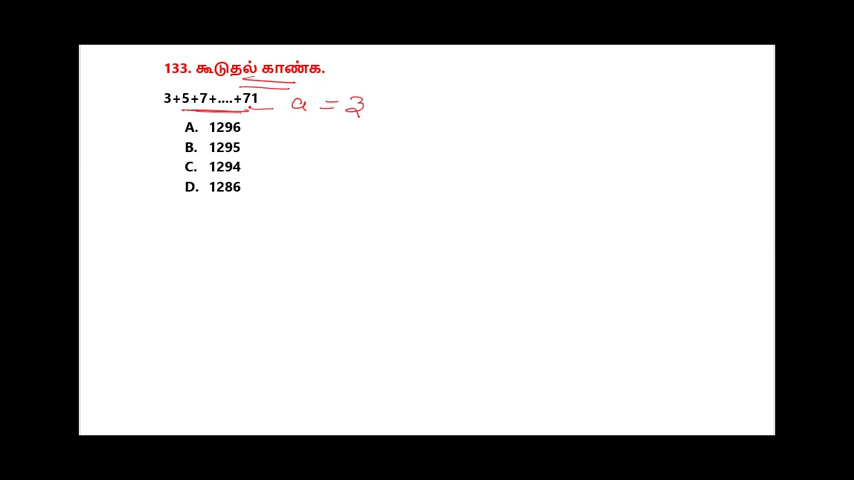 133. கூடுதல் காண்க.
3+5+7+....+71 a = 3
A. 1296
B. 1295
C. 1294
D. 1286